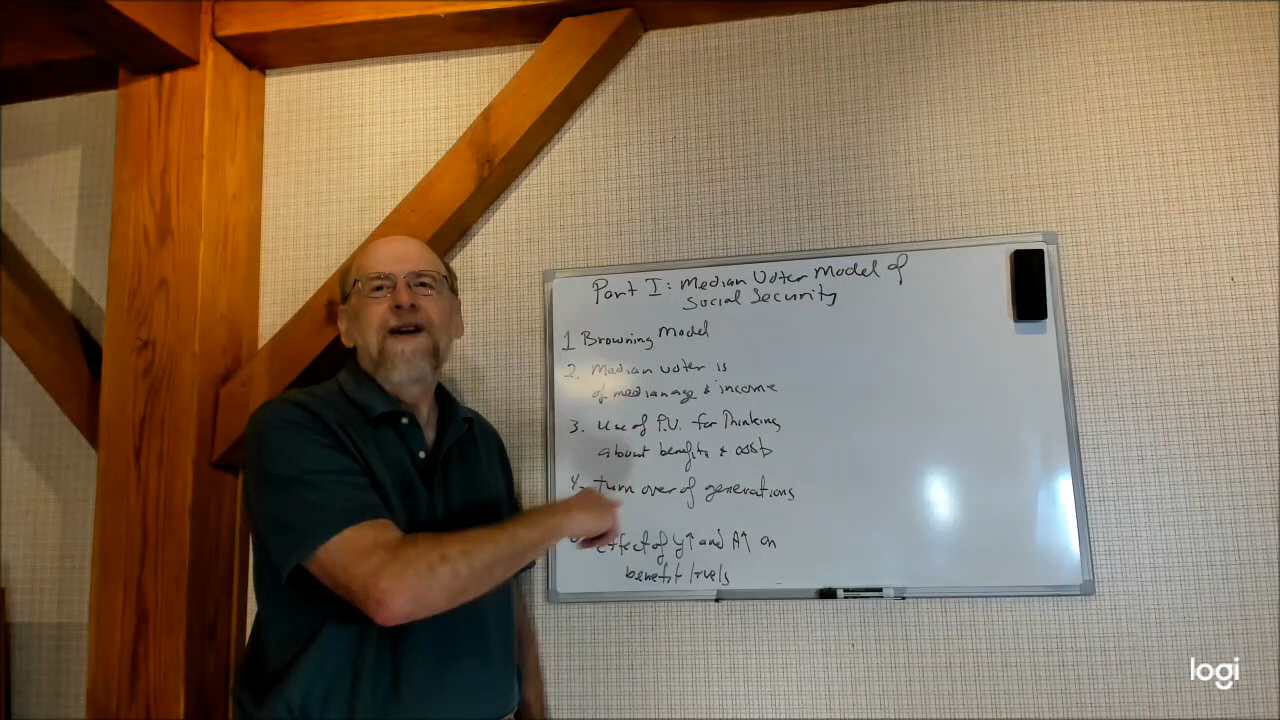 Part I: Median Voter Model of
Social Security
1 Browning Model
2. Median voter is
of median age & income
3. Use of P.V. for Thinking
about benefits & costs
4. turn over of generations
Effect of y↑ and A↑ on
benefit levels
logi